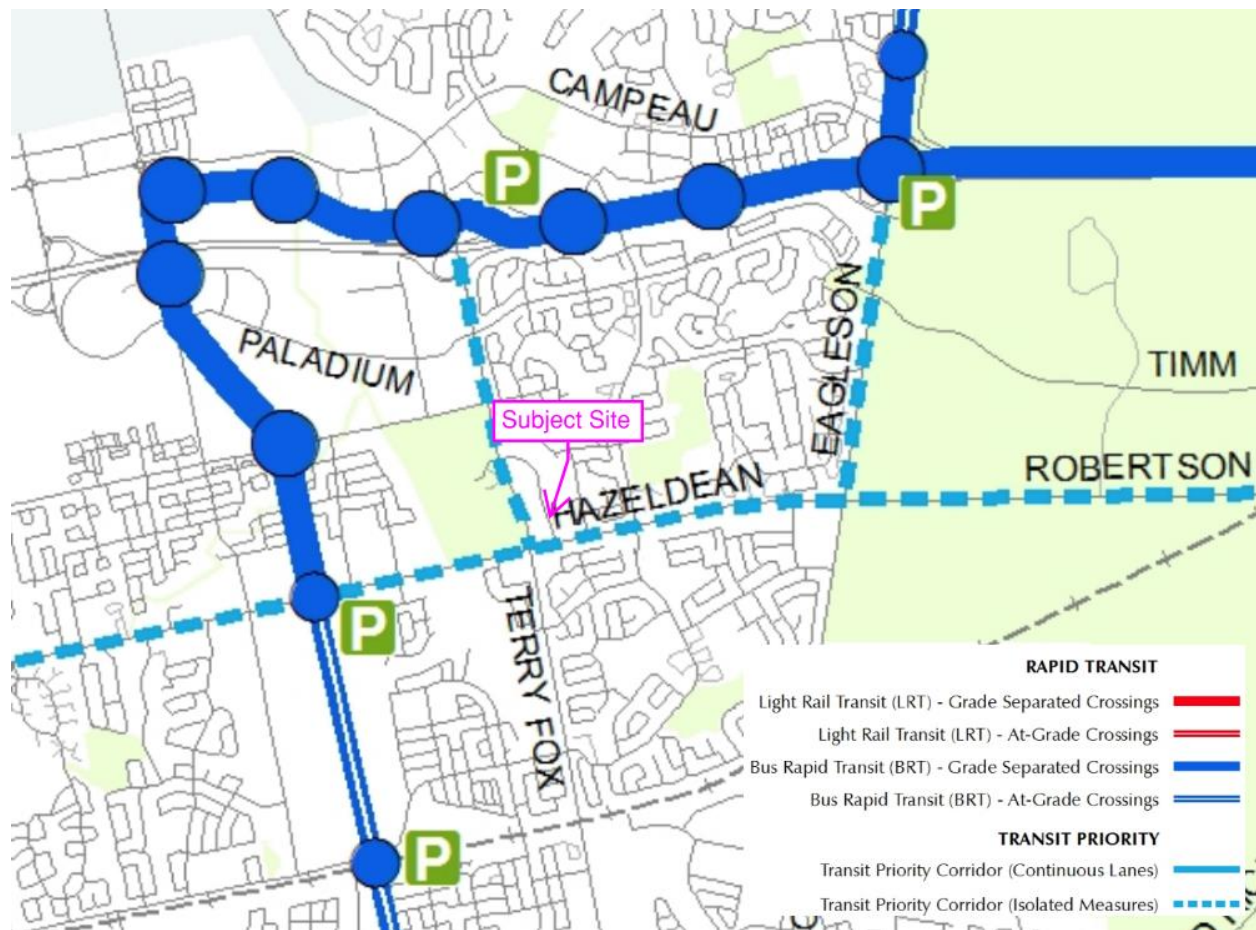 CAMPEAU
P
P
PALADIUM
EAGLESON
TIMM
Subject Site
HAZELDEAN
ROBERTSON
P
TERRY FOX
P
RAPID TRANSIT
Light Rail Transit (LRT) - Grade Separated Crossings
Light Rail Transit (LRT) - At-Grade Crossings
Bus Rapid Transit (BRT) - Grade Separated Crossings
Bus Rapid Transit (BRT) - At-Grade Crossings
TRANSIT PRIORITY
Transit Priority Corridor (Continuous Lanes)
Transit Priority Corridor (Isolated Measures)